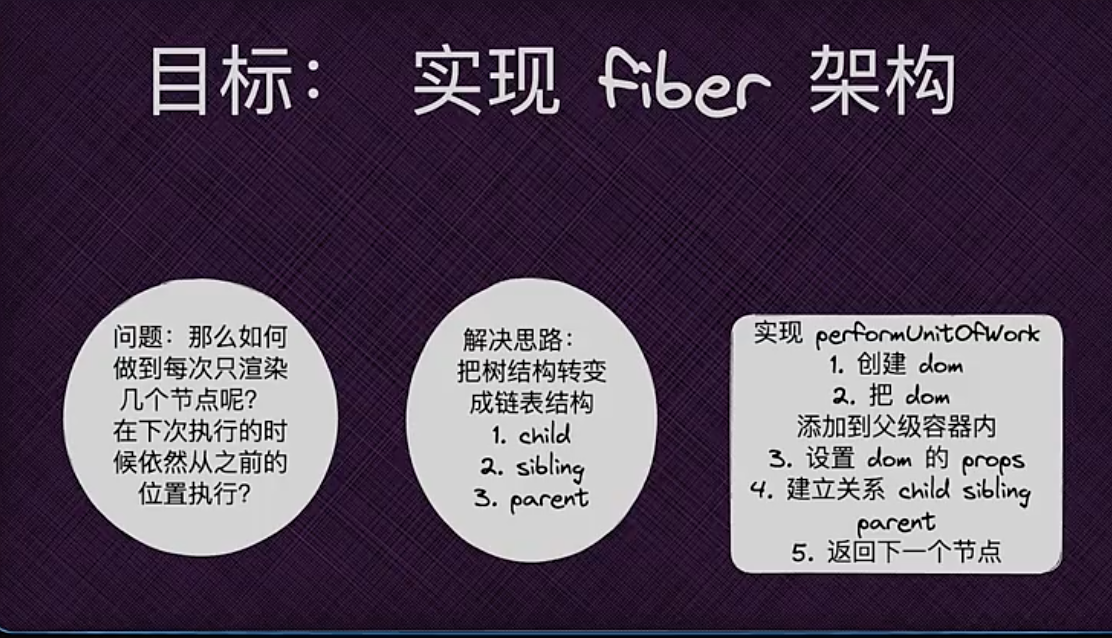 目标： 实现 fiber 架构
问题：那么如何
做到每次只渲染
几个节点呢？
在下次执行的时
候依然从之前的
位置执行？
解决思路：
把树结构转变
成链表结构
1. child
2. sibling
3. parent
实现 performUnitOfWork
1. 创建 dom
2. 把 dom
添加到父级容器内
3. 设置 dom 的 props
4. 建立关系 child sibling
parent
5. 返回下一个节点